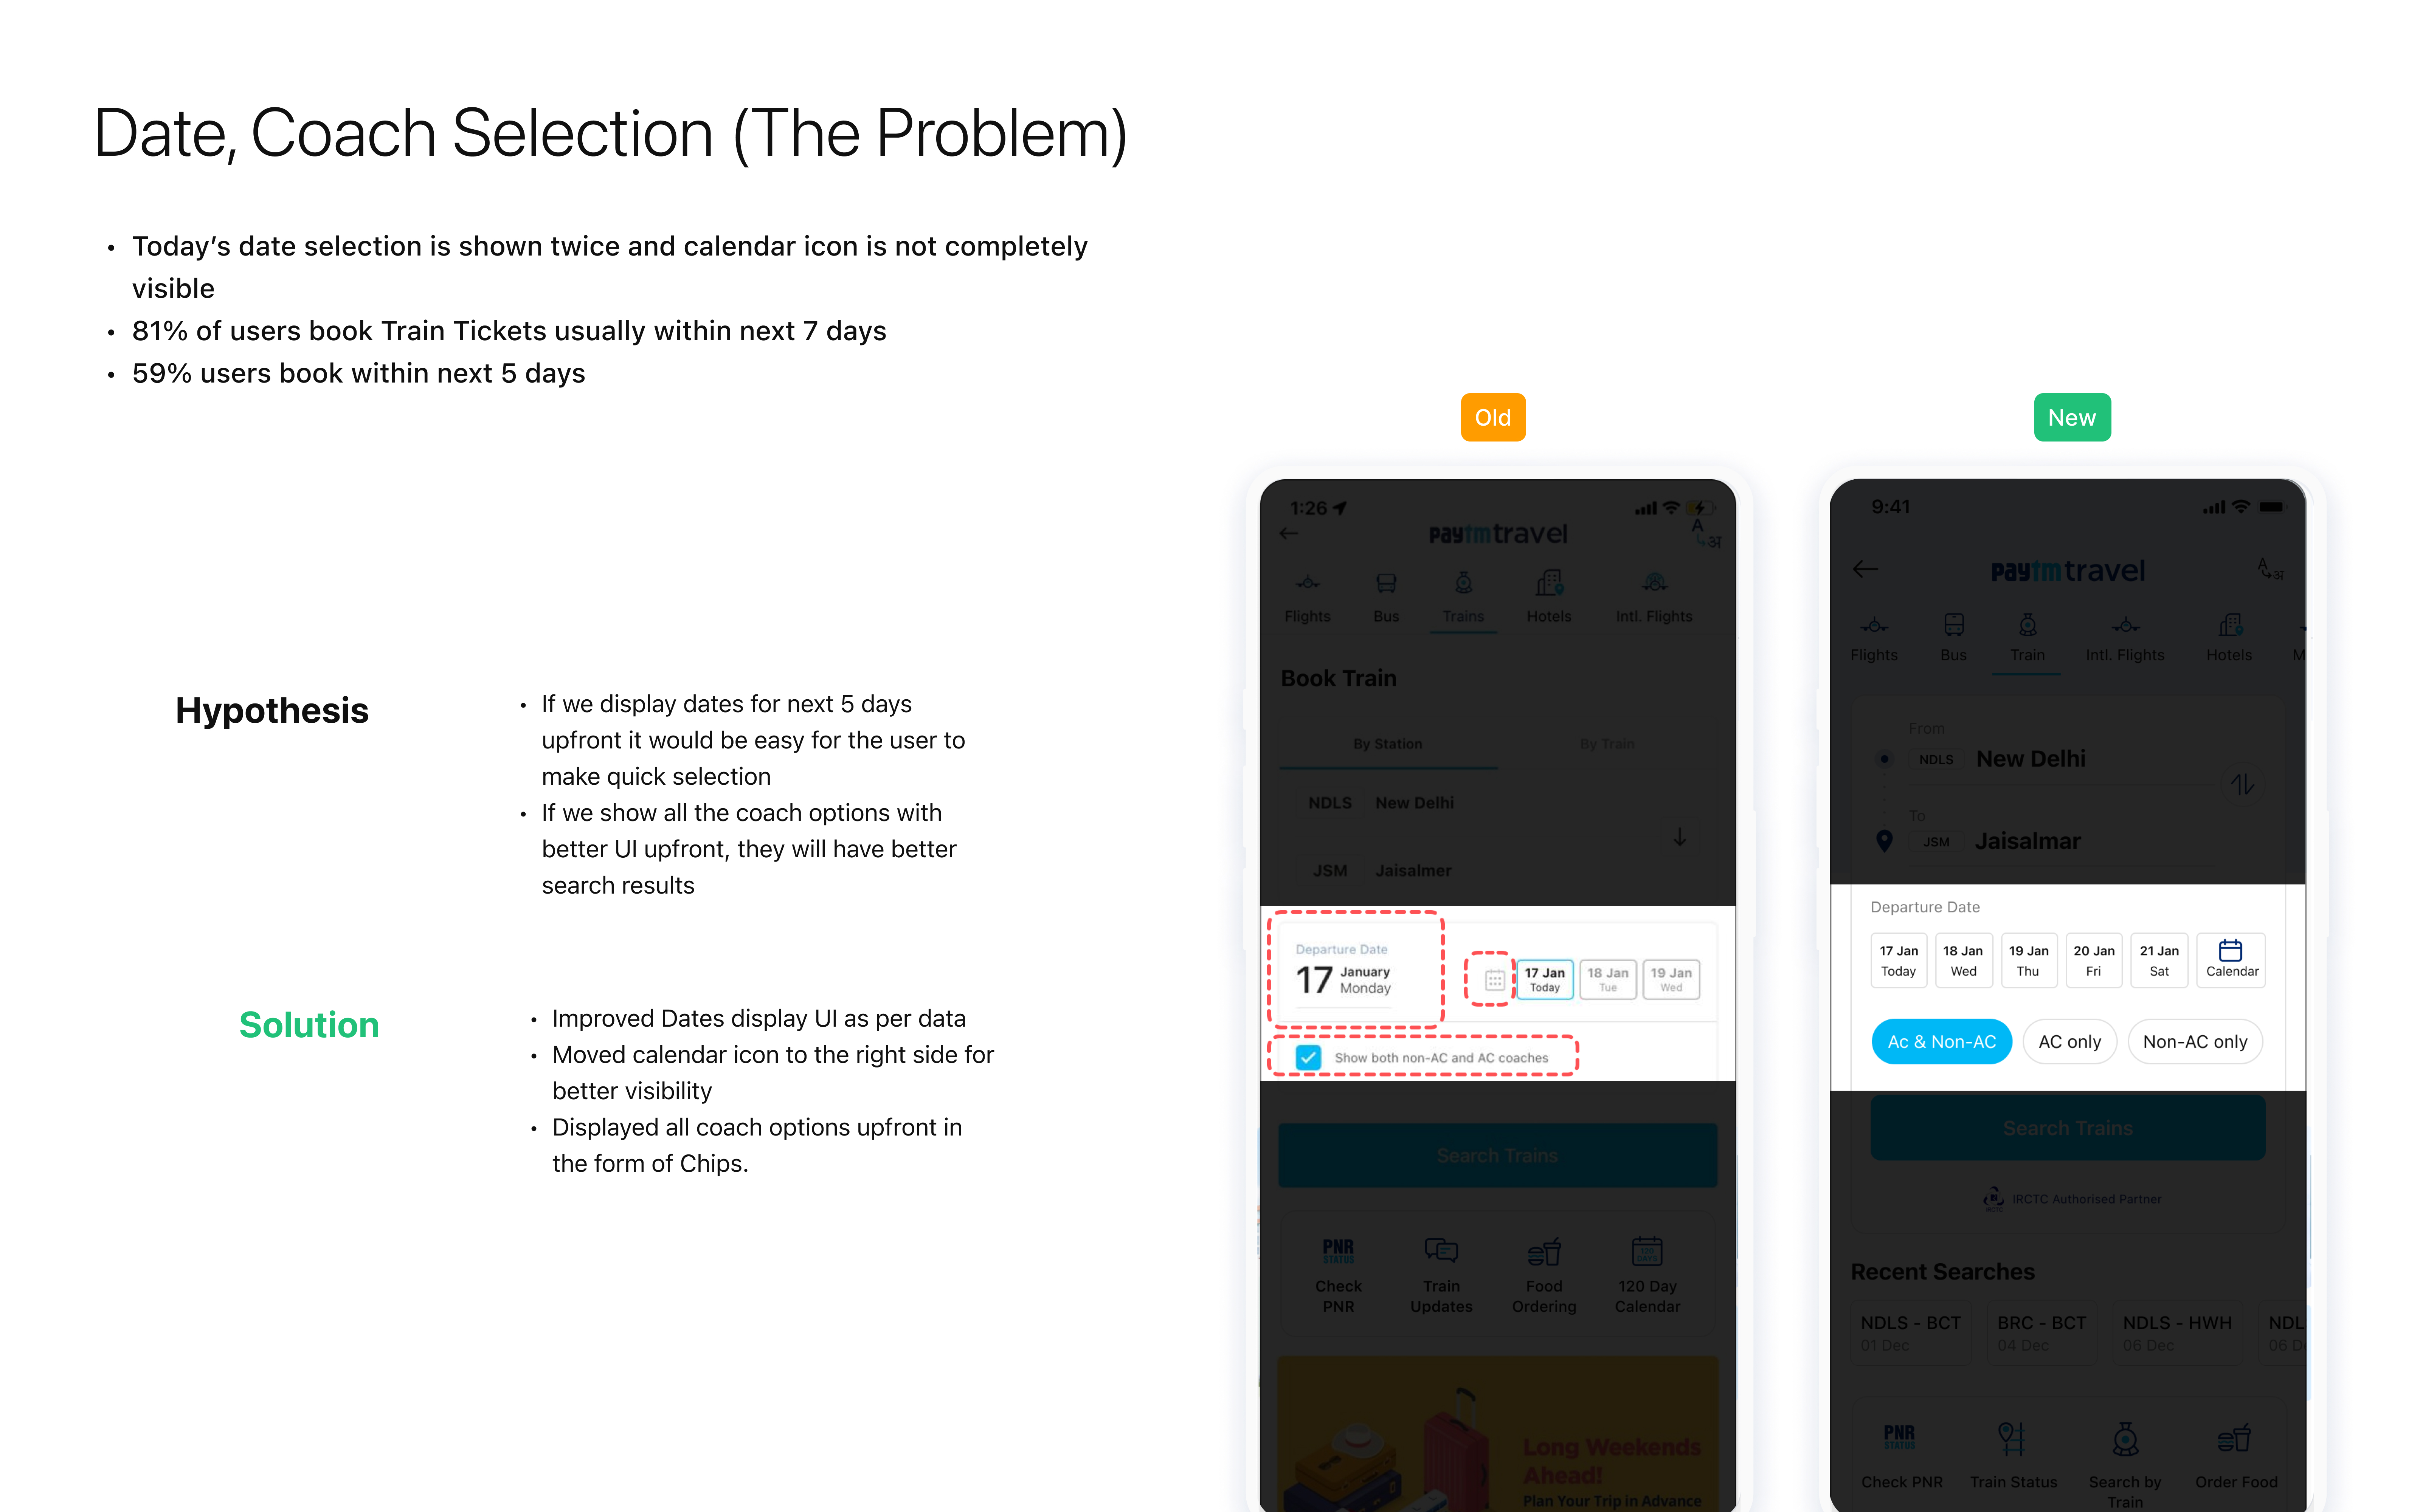 Date, Coach Selection (The Problem)
• Today's date selection is shown twice and calendar icon is not completely
visible
• 81% of users book Train Tickets usually within next 7 days
• 59% users book within next 5 days
Hypothesis
• If we display dates for next 5 days
upfront it would be easy for the user to
make quick selection
• If we show all the coach options with
better UI upfront, they will have better
search results
Solution
• Improved Dates display UI as per data
• Moved calendar icon to the right side for
better visibility
• Displayed all coach options upfront in
the form of Chips.
Old
1:26
A
अ
paytm travel
Flights Bus Trains Hotels Intl. Flights
Book Train
By Station By Train
NDLS New Delhi
JSM Jaisalmer
Departure Date
17 January
Monday
17 Jan 18 Jan 19 Jan
Today Tue Wed
Show both non-AC and AC coaches
Search Trains
PNR
STATUS
120
DAYS
Check
PNR
Train
Updates
Food
Ordering
120 Day
Calendar
Long Weekends
Ahead!
Plan Your Trip in Advance
New
9:41
paytm travel
A
अ
Flights Bus Train Intl. Flights Hotels M
From
NDLS New Delhi
To
JSM Jaisalmar
Departure Date
17 Jan 18 Jan 19 Jan 20 Jan 21 Jan
Today Wed Thu Fri Sat Calendar
Ac & Non-AC AC only Non-AC only
Search Trains
IRCTC Authorised Partner
Recent Searches
NDLS - BCT BRC - BCT NDLS - HWH NDL
01 Dec 04 Dec 06 Dec 06 D
PNR
STATUS
Check PNR
Train Status
Search by
Train
Order Food